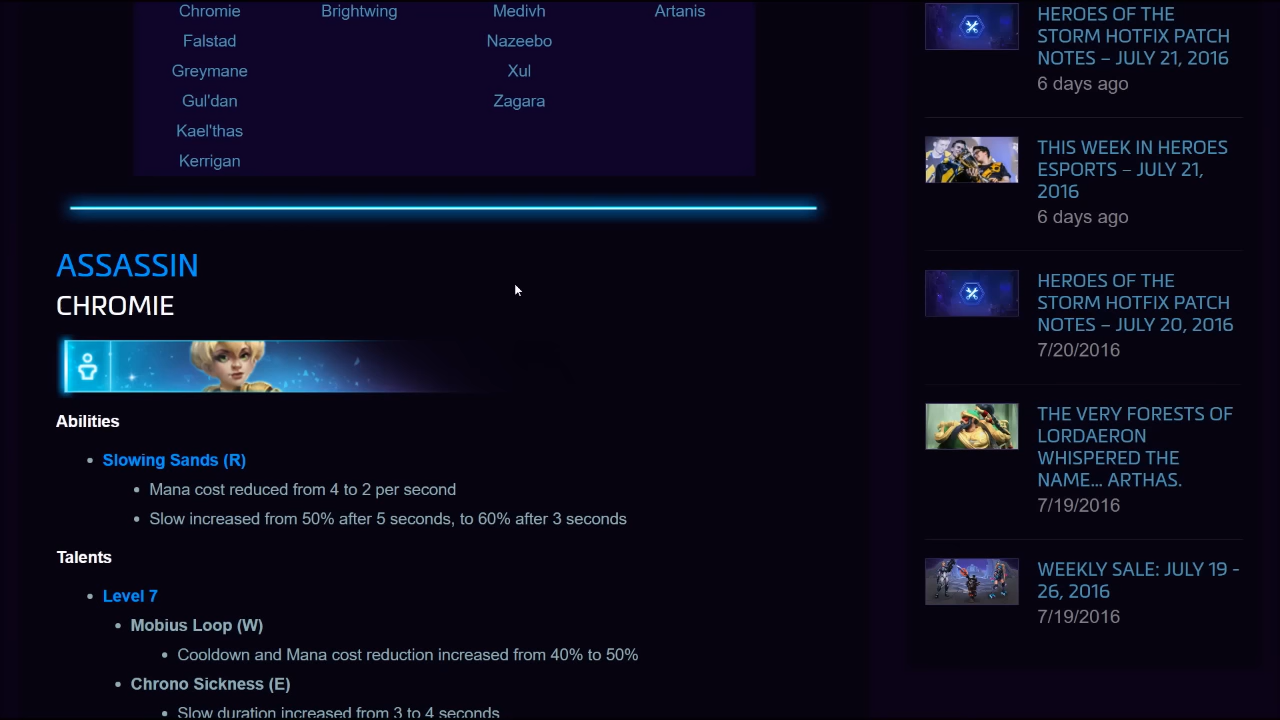 Chromie Brightwing Medivh Artanis
Falstad Nazeebo
Greymane Xul
Gul'dan Zagara
Kael'thas
Kerrigan
ASSASSIN
CHROMIE
Abilities
Slowing Sands (R)
Mana cost reduced from 4 to 2 per second
Slow increased from 50% after 5 seconds, to 60% after 3 seconds
Talents
Level 7
Mobius Loop (W)
Cooldown and Mana cost reduction increased from 40% to 50%
Chrono Sickness (E)
Slow duration increased from 3 to 4 seconds
HEROES OF THE
STORM HOTFIX PATCH
NOTES – JULY 21, 2016
6 days ago
THIS WEEK IN HEROES
ESPORTS – JULY 21,
2016
6 days ago
HEROES OF THE
STORM HOTFIX PATCH
NOTES – JULY 20, 2016
7/20/2016
THE VERY FORESTS OF
LORDAERON
WHISPERED THE
NAME... ARTHAS.
7/19/2016
WEEKLY SALE: JULY 19 -
26, 2016
7/19/2016